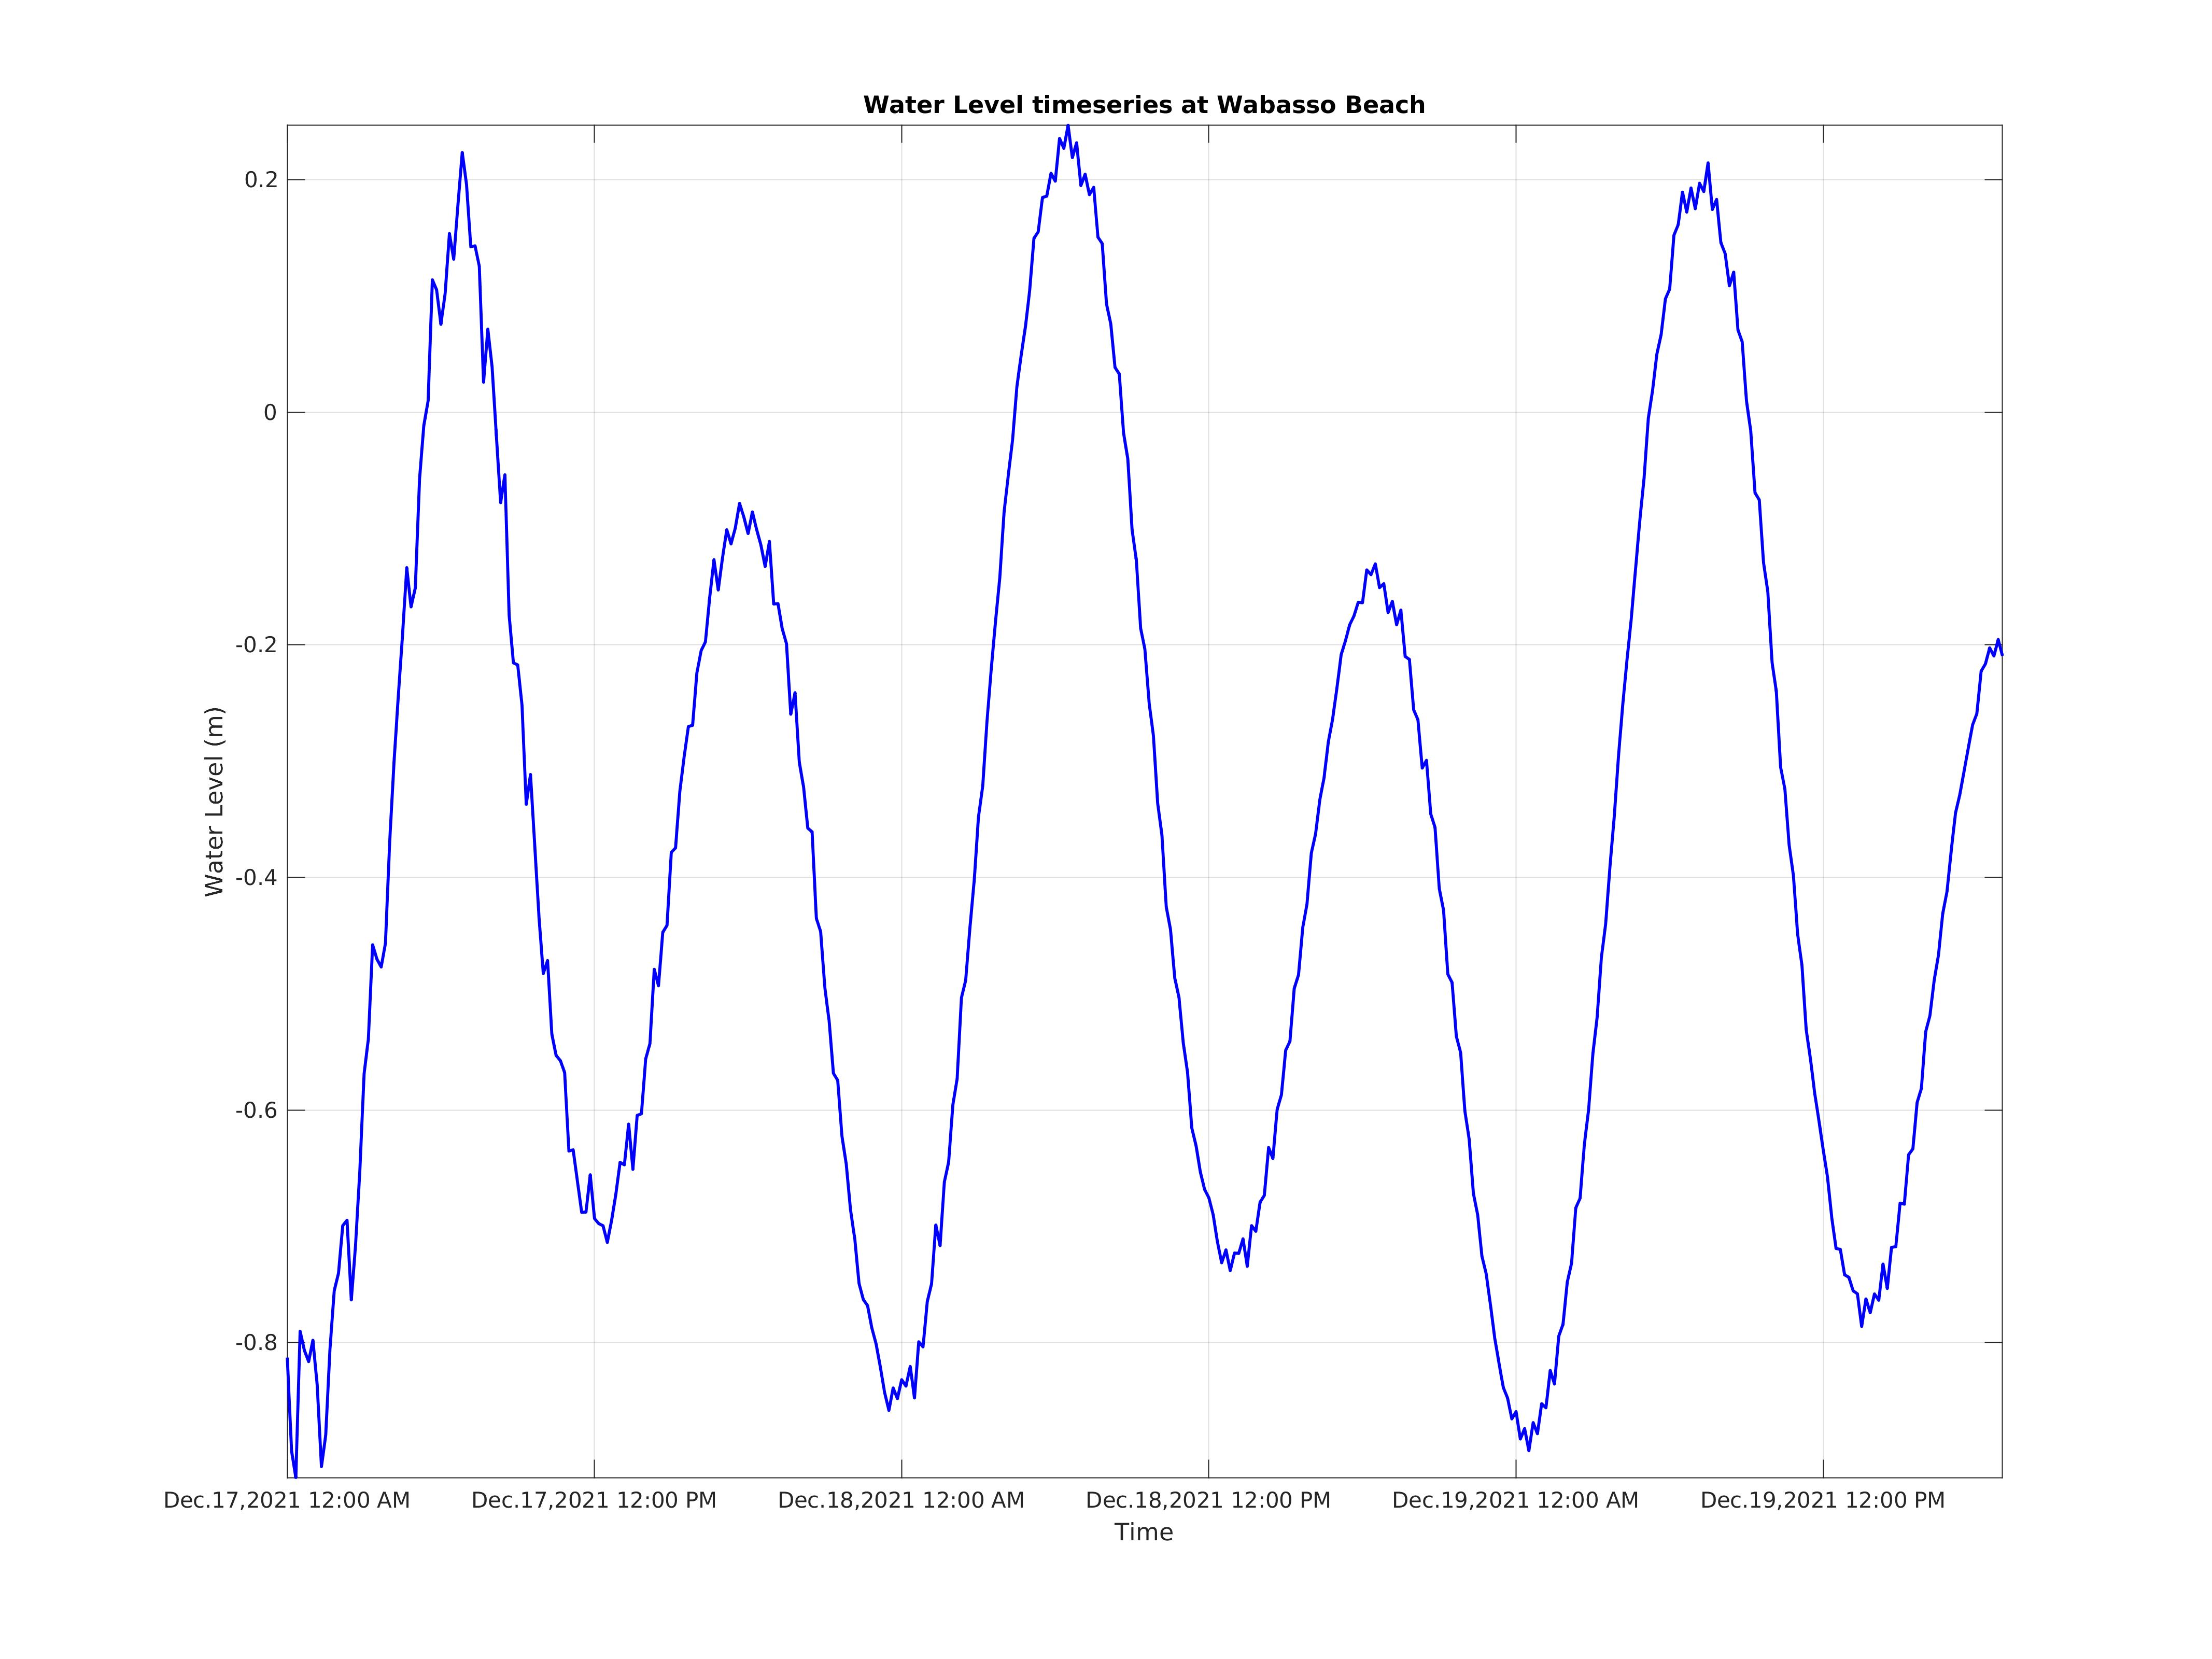 Water Level timeseries at Wabasso Beach
0.2
0
-0.2
-0.4
-0.6
-0.8
Water Level (m)
Dec.17,2021 12:00 AM Dec.17,2021 12:00 PM Dec.18,2021 12:00 AM Dec.18,2021 12:00 PM Dec.19,2021 12:00 AM Dec.19,2021 12:00 PM
Time